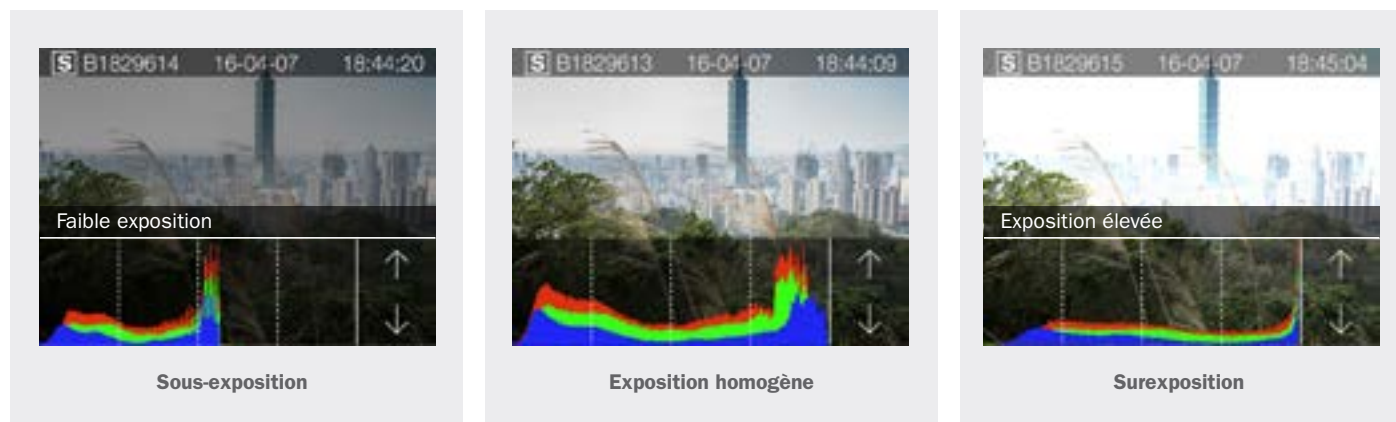 S B1829614 16-04-07 18:44:20
Faible exposition
Sous-exposition
S B1829613 16-04-07 18:44:09
Exposition homogène
S B1829615 16-04-07 18:45:04
Exposition élevée
Surexposition